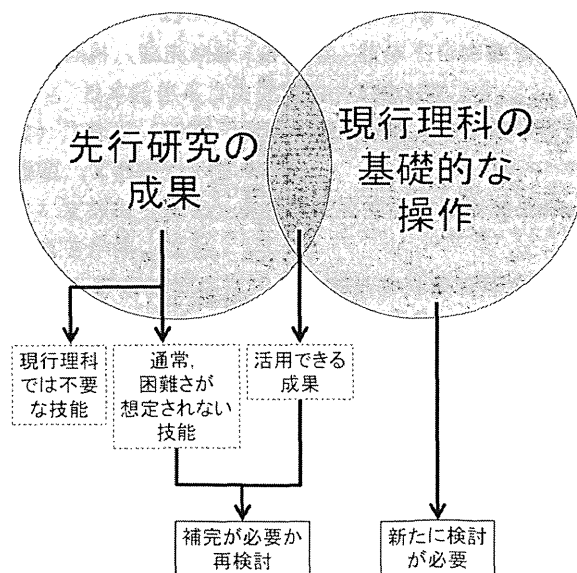 先行研究の
成果
現行理科の
基礎的な
操作
現行理科
では不要
な技能
通常,
困難さが
想定されない
技能
活用できる
成果
補完が必要か
再検討
新たに検討
が必要